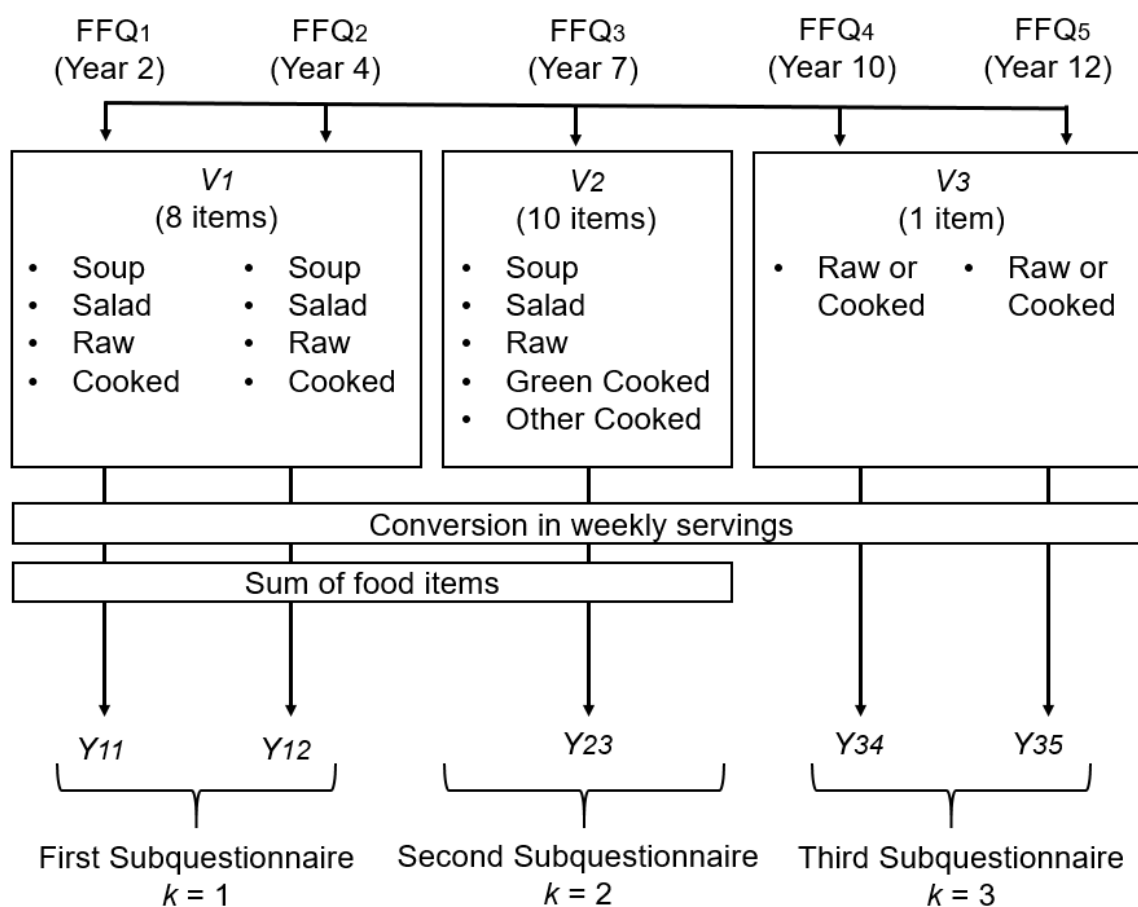 FFQ1 FFQ2 FFQ3 FFQ4 FFQ5
(Year 2) (Year 4) (Year 7) (Year 10) (Year 12)
V1
(8 items)
• Soup
• Salad
• Raw
• Cooked
• Soup
• Salad
• Raw
• Cooked
V2
(10 items)
• Soup
• Salad
• Raw
• Green Cooked
• Other Cooked
V3
(1 item)
• Raw or
Cooked
• Raw or
Cooked
Conversion in weekly servings
Sum of food items
Y11 Y12 Y23 Y34 Y35
First Subquestionnaire
k = 1
Second Subquestionnaire
k = 2
Third Subquestionnaire
k = 3